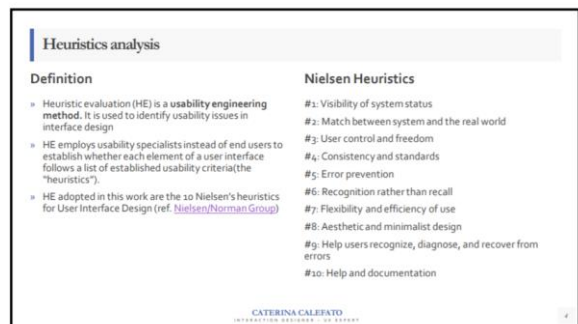 Heuristics analysis
Definition
» Heuristic evaluation (HE) is a usability engineering
method. It is used to identify usability issues in
interface design
» HE employs usability specialists instead of end users to
establish whether each element of a user interface
follows a list of established usability criteria(the
"heuristics").
» HE adopted in this work are the 10 Nielsen's heuristics
for User Interface Design (ref. Nielsen/Norman Group)
Nielsen Heuristics
#1: Visibility of system status
#2: Match between system and the real world
#3: User control and freedom
#4: Consistency and standards
#5: Error prevention
#6: Recognition rather than recall
#7: Flexibility and efficiency of use
#8: Aesthetic and minimalist design
#9: Help users recognize, diagnose, and recover from
errors
#10: Help and documentation
CATERINA CALEFATO
INTERACTION DESIGNER - UX EXPERT
4